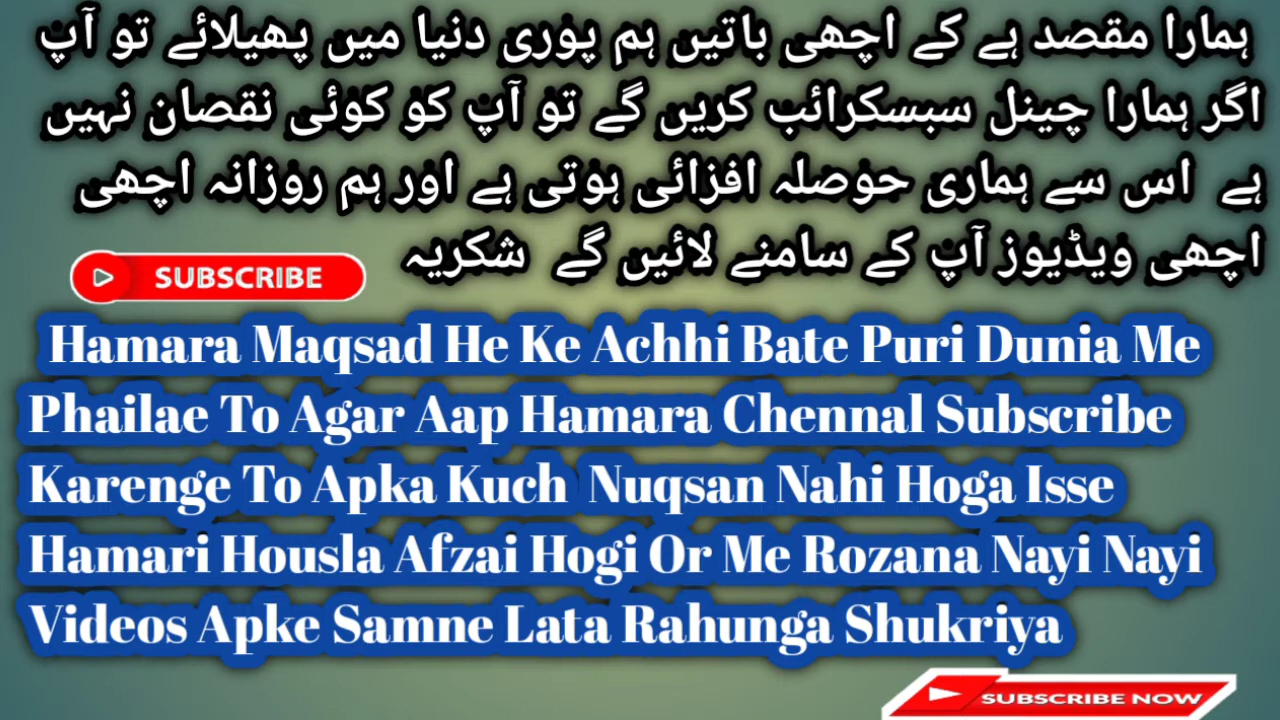 ہمارا مقصد ہے کے اچھی باتیں ہم پوری دنیا میں پھیلائے تو آپ
اگر ہمارا چینل سبسکرائب کریں گے تو آپ کو کوئی نقصان نہیں
ہے اس سے ہماری حوصلہ افزائی ہوتی ہے اور ہم روزانہ اچھی
اچھی ویڈیوز آپ کے سامنے لائیں گے شکریہ
SUBSCRIBE
Hamara Maqsad He Ke Achhi Bate Puri Dunia Me
Phailae To Agar Aap Hamara Chennal Subscribe
Karenge To Apka Kuch Nuqsan Nahi Hoga Isse
Hamari Housla Afzai Hogi Or Me Rozana Nayi Nayi
Videos Apke Samne Lata Rahunga Shukriya
SUBSCRIBE NOW